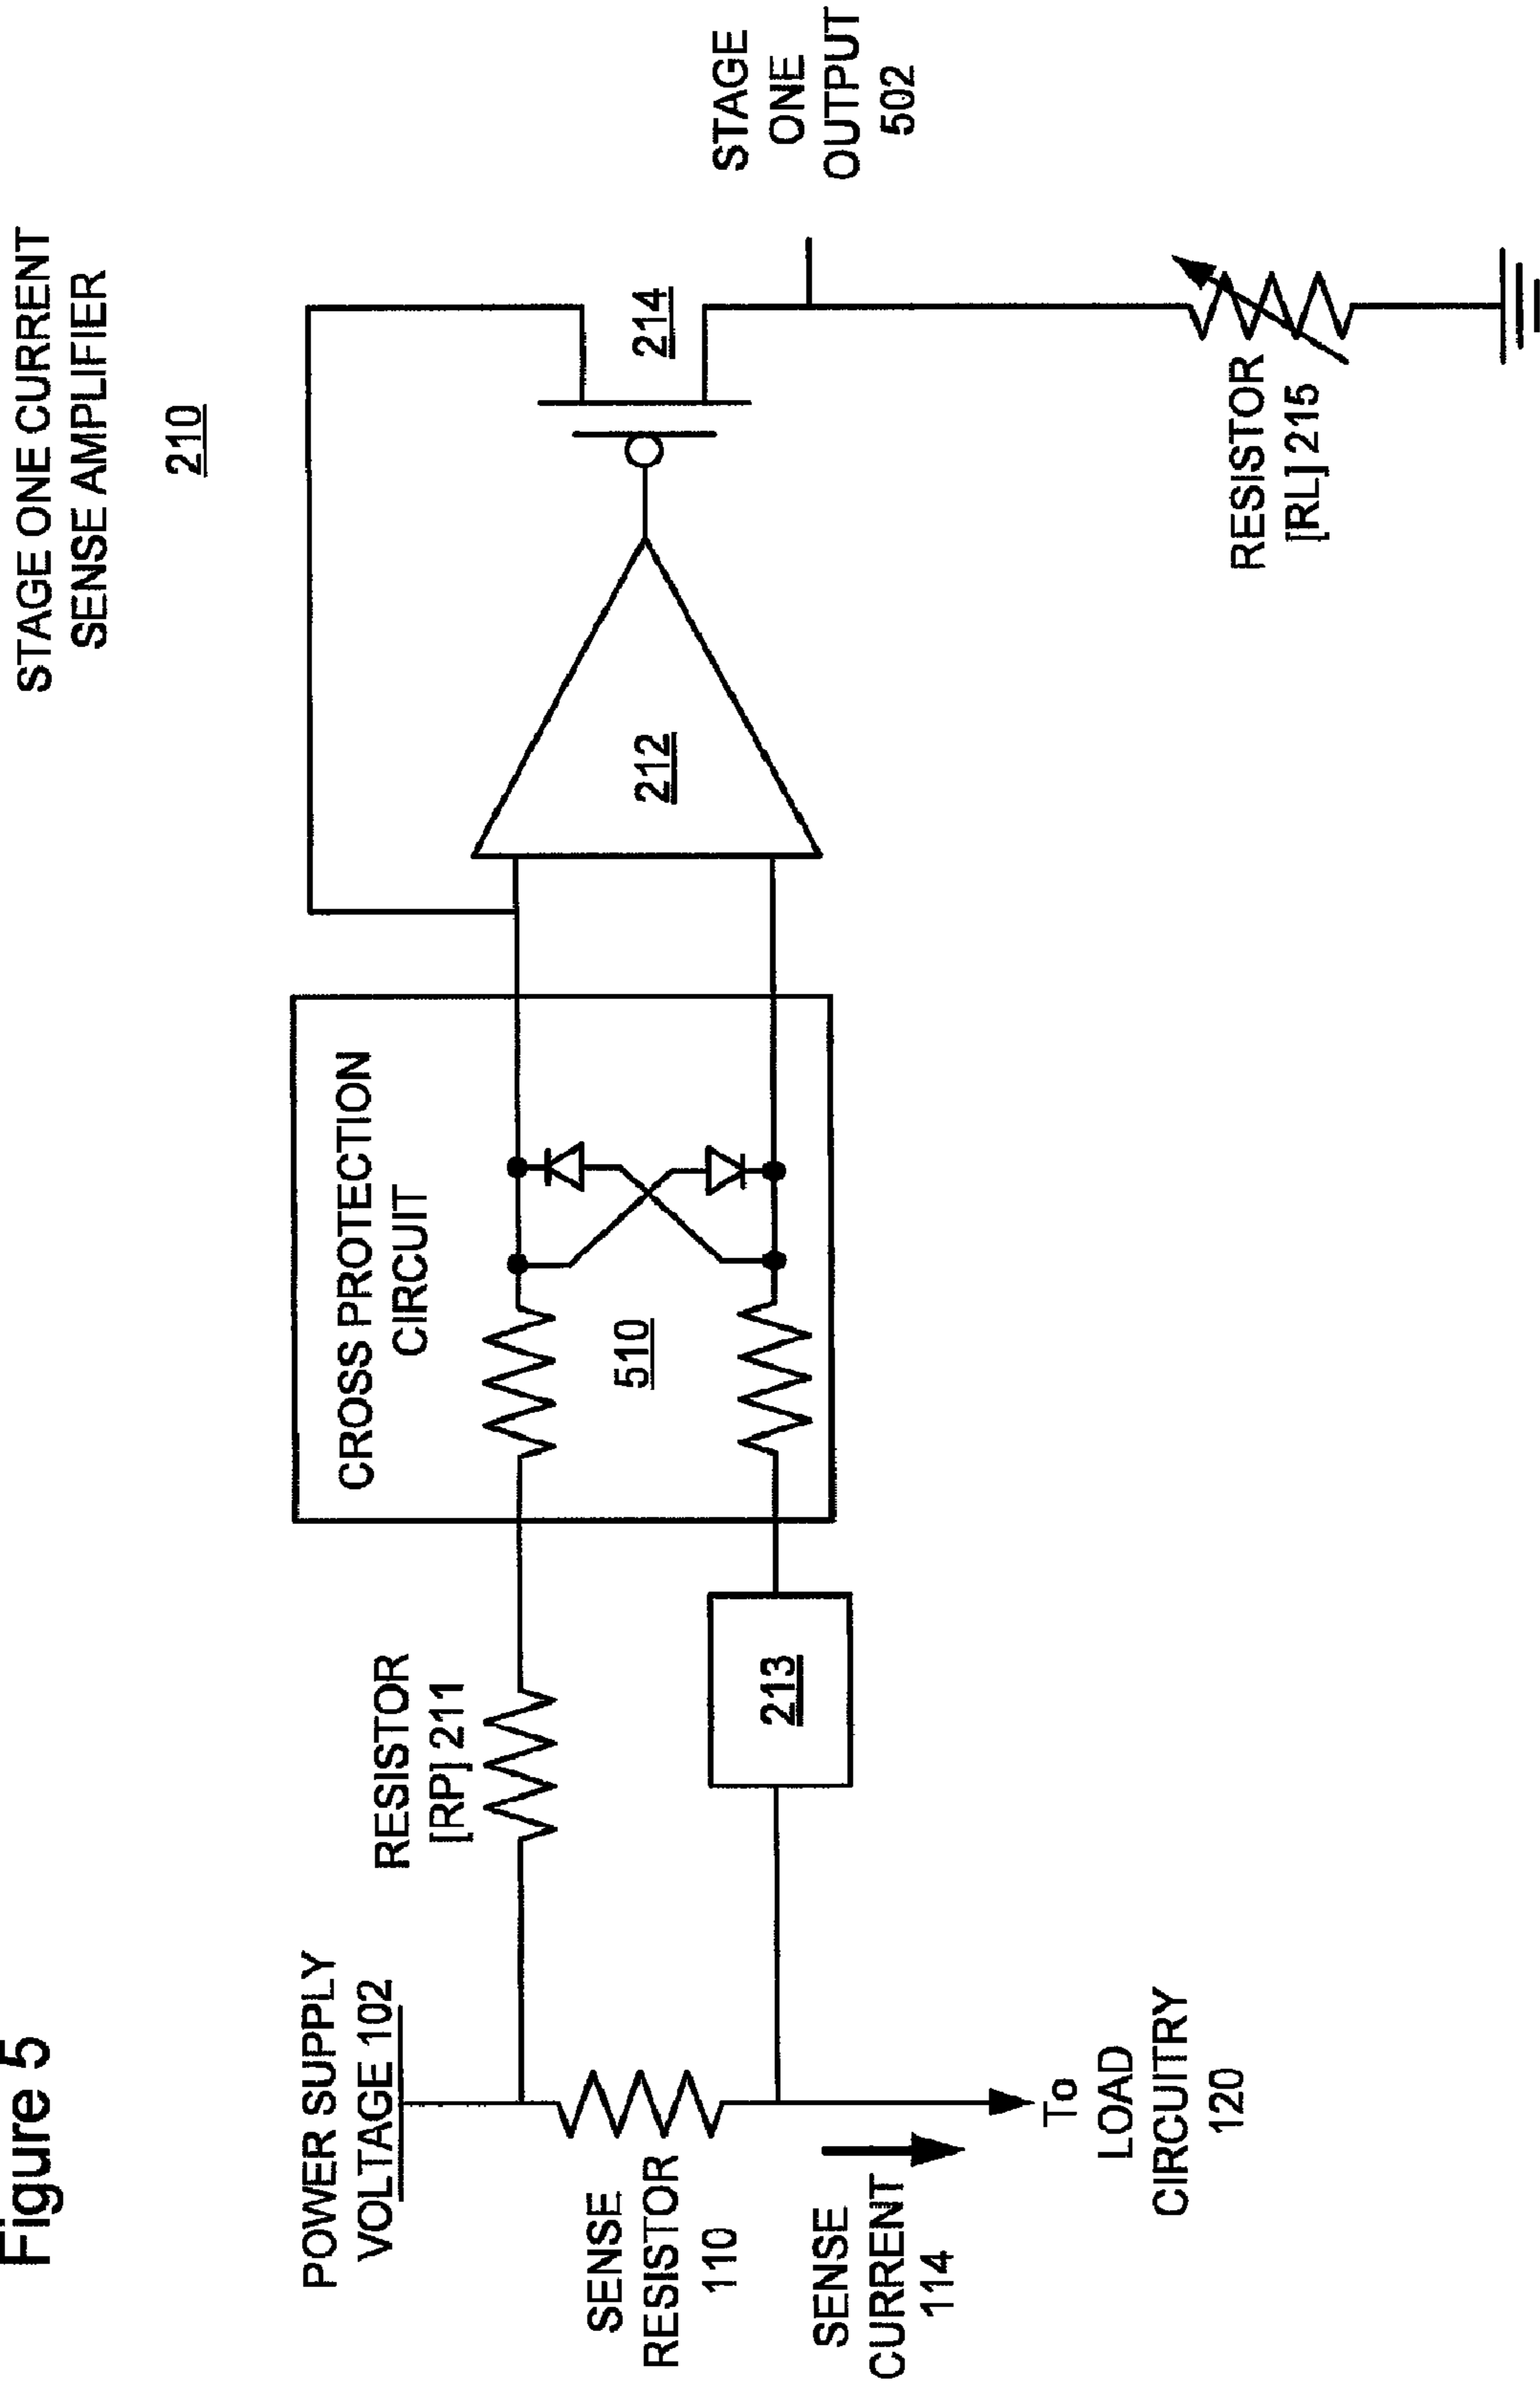 Figure 5
STAGE ONE CURRENT
SENSE AMPLIFIER
210
POWER SUPPLY
VOLTAGE 102
RESISTOR
[RP] 211
CROSS PROTECTION
CIRCUIT
510
212
214
STAGE
ONE
OUTPUT
502
SENSE
RESISTOR
110
213
SENSE
CURRENT
114
To
LOAD
CIRCUITRY
120
RESISTOR
[RL] 215